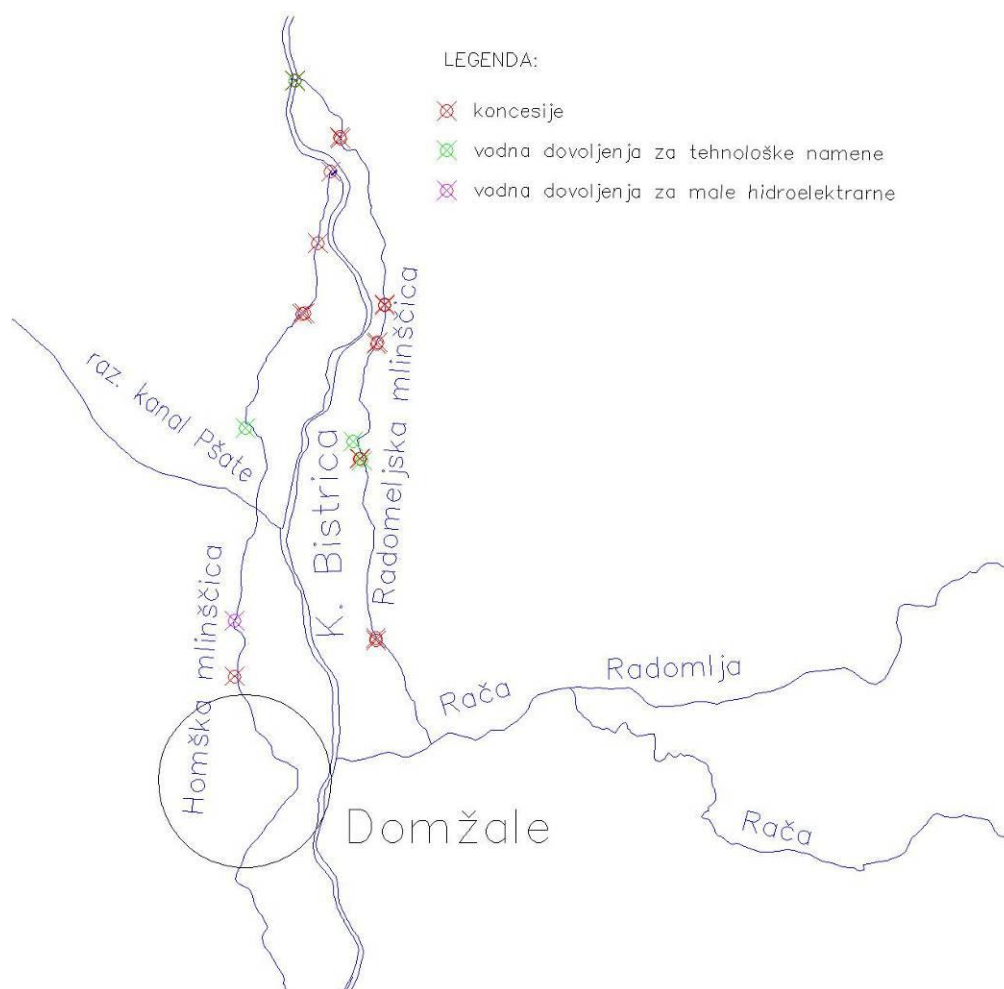 LEGENDA:
koncesije
vodna dovoljenja za tehnološke namene
vodna dovoljenja za male hidroelektrarne
raz. kanal Pšate
K. Bistrica
Radomeljska mlinščica
Homška mlinščica
Rača
Radomlja
Rača
Domžale